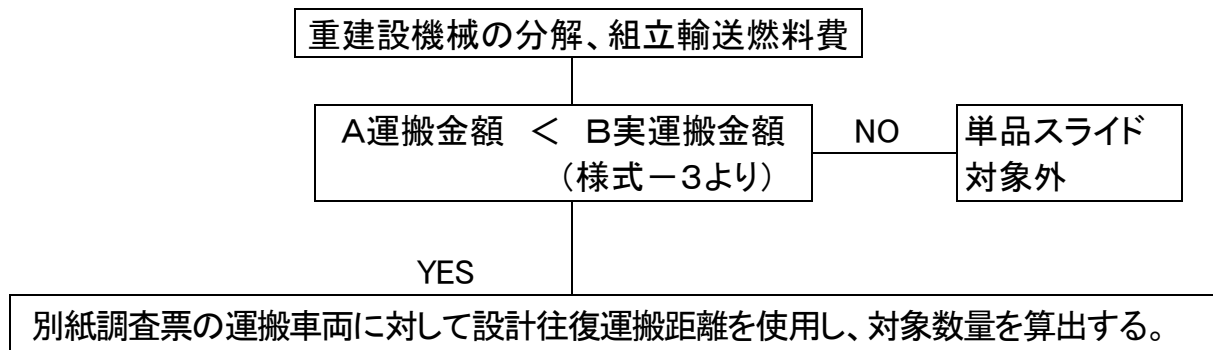 重建設機械の分解、組立輸送燃料費
A運搬金額 ＜ B実運搬金額
（様式－3より）
NO
単品スライド
対象外
YES
別紙調査票の運搬車両に対して設計往復運搬距離を使用し、対象数量を算出する。